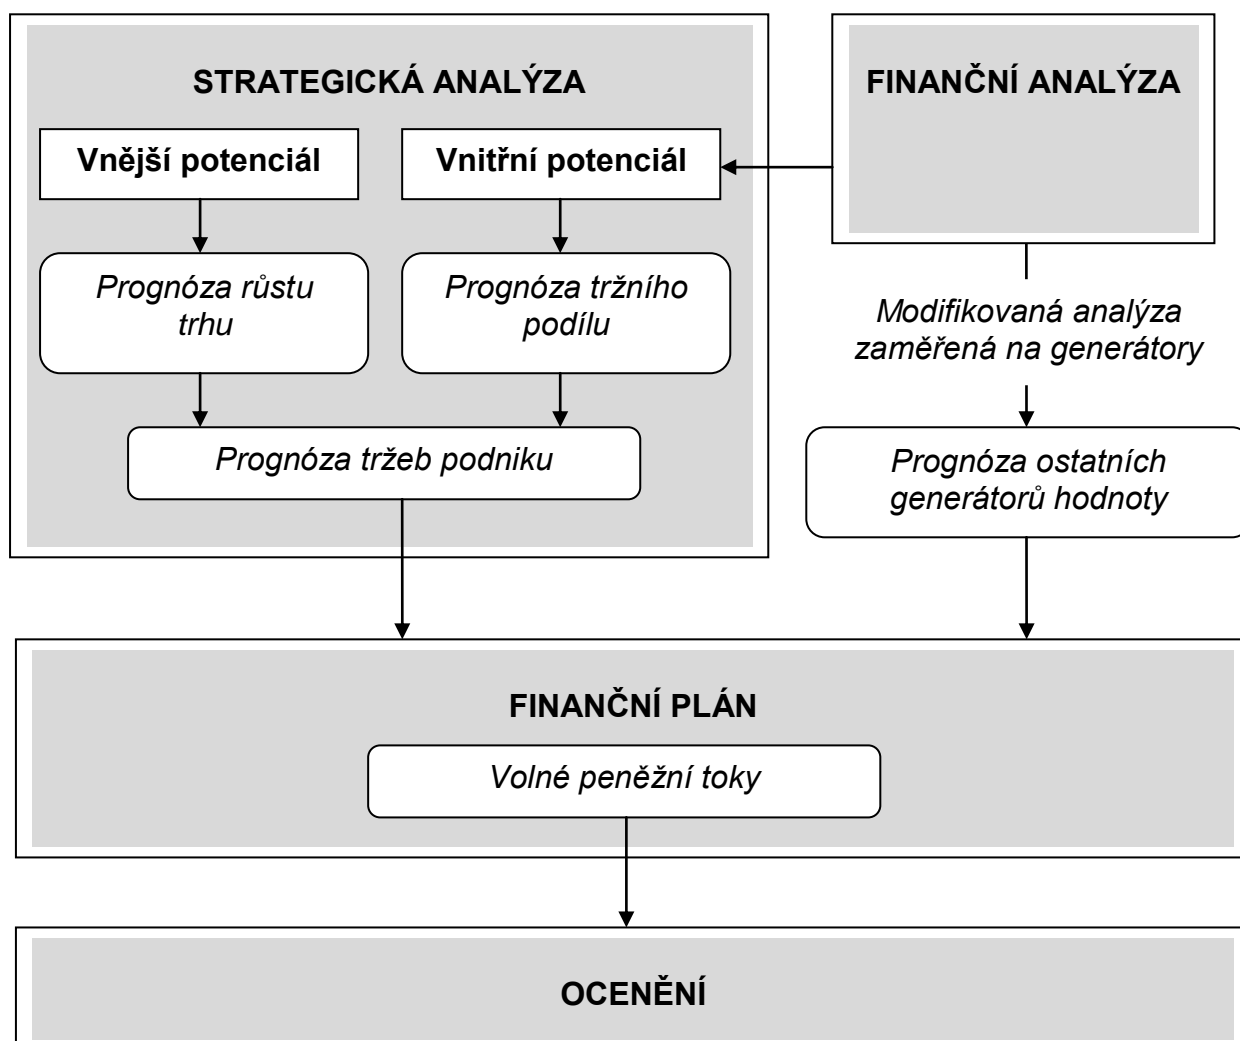 STRATEGICKÁ ANALÝZA
Vnější potenciál
Vnitřní potenciál
Prognóza růstu
trhu
Prognóza tržního
podílu
Prognóza tržeb podniku
FINANČNÍ ANALÝZA
Modifikovaná analýza
zaměřená na generátory
Prognóza ostatních
generátorů hodnoty
FINANČNÍ PLÁN
Volné peněžní toky
OCENĚNÍ